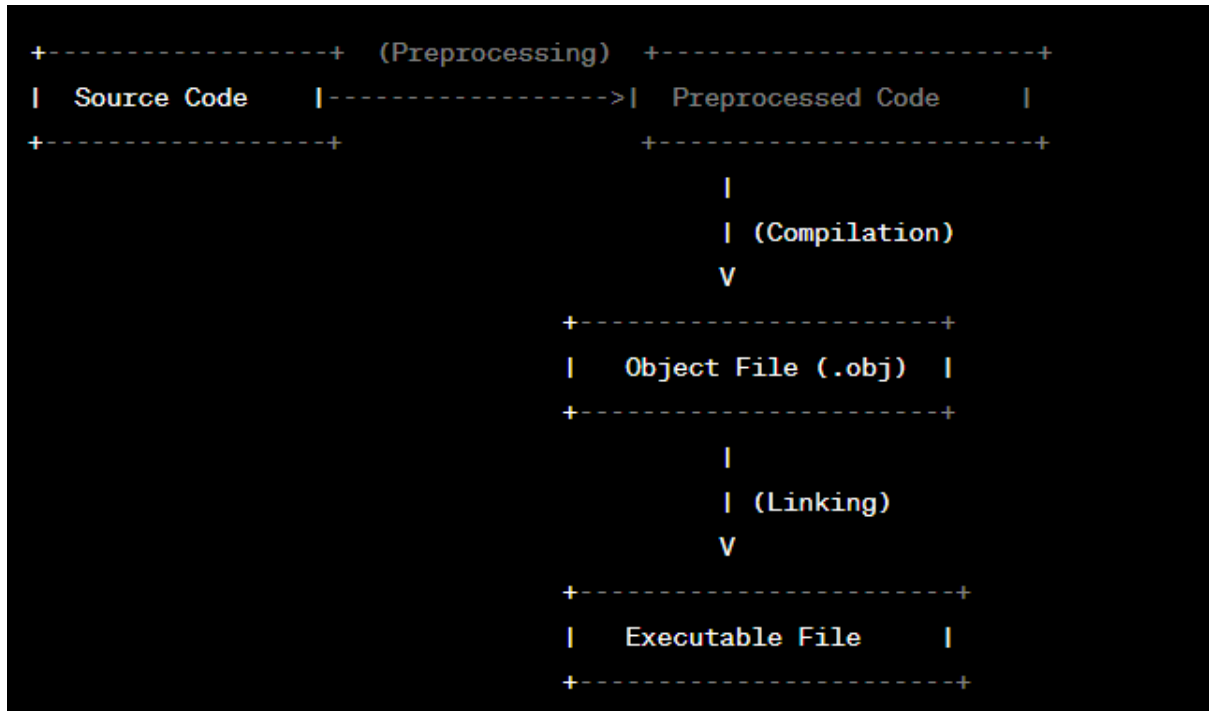 +------------------+  (Preprocessing)  +------------------------+
|  Source Code    |------------------>|  Preprocessed Code     |
+------------------+                   +------------------------+
|
| (Compilation)
V
+-----------------------+
|   Object File (.obj)  |
+-----------------------+
|
| (Linking)
V
+------------------------+
|   Executable File     |
+------------------------+